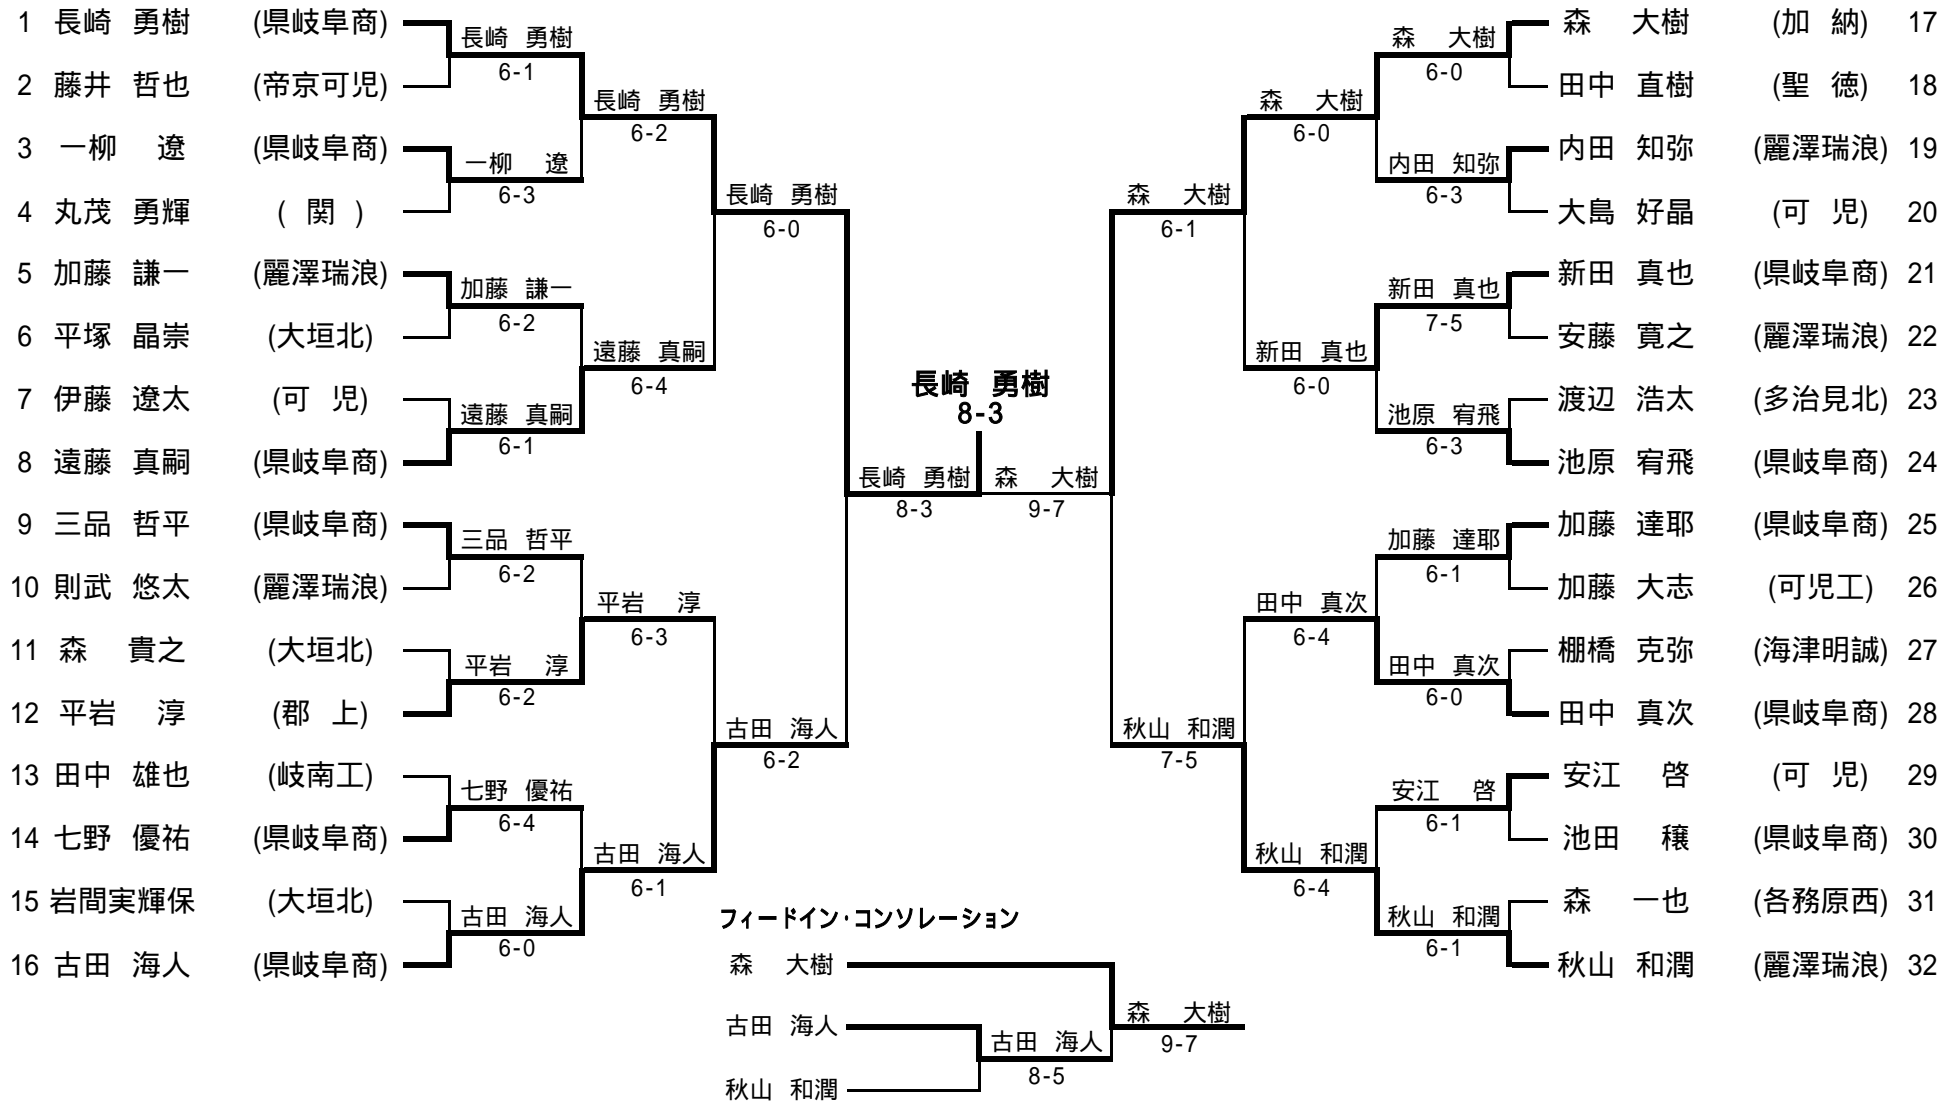 1 長崎 勇樹 (県岐阜商)
2 藤井 哲也 (帝京可児)
3 一柳 遼 (県岐阜商)
4 丸茂 勇輝 ( 関 )
5 加藤 謙一 (麗澤瑞浪)
6 平塚 晶崇 (大垣北)
7 伊藤 遼太 (可 児)
8 遠藤 真嗣 (県岐阜商)
9 三品 哲平 (県岐阜商)
10 則武 悠太 (麗澤瑞浪)
11 森 貴之 (大垣北)
12 平岩 淳 (郡 上)
13 田中 雄也 (岐南工)
14 七野 優祐 (県岐阜商)
15 岩間実輝保 (大垣北)
16 古田 海人 (県岐阜商)
長崎 勇樹
6-1
一柳 遼
6-3
加藤 謙一
6-2
遠藤 真嗣
6-1
三品 哲平
6-2
平岩 淳
6-2
七野 優祐
6-4
古田 海人
6-0
長崎 勇樹
6-2
遠藤 真嗣
6-4
平岩 淳
6-3
古田 海人
6-1
長崎 勇樹
6-0
古田 海人
6-2
長崎 勇樹
8-3
長崎 勇樹
8-3
森 大樹
9-7
森 大樹
6-1
秋山 和潤
7-5
森 大樹
6-0
新田 真也
6-0
田中 真次
6-4
秋山 和潤
6-4
森 大樹
6-0
内田 知弥
6-3
新田 真也
7-5
池原 宥飛
6-3
加藤 達耶
6-1
田中 真次
6-0
安江 啓
6-1
秋山 和潤
6-1
森 大樹 (加 納) 17
田中 直樹 (聖 徳) 18
内田 知弥 (麗澤瑞浪) 19
大島 好晶 (可 児) 20
新田 真也 (県岐阜商) 21
安藤 寛之 (麗澤瑞浪) 22
渡辺 浩太 (多治見北) 23
池原 宥飛 (県岐阜商) 24
加藤 達耶 (県岐阜商) 25
加藤 大志 (可児工) 26
棚橋 克弥 (海津明誠) 27
田中 真次 (県岐阜商) 28
安江 啓 (可 児) 29
池田 穣 (県岐阜商) 30
森 一也 (各務原西) 31
秋山 和潤 (麗澤瑞浪) 32
フィードイン・コンソレーション
森 大樹
古田 海人
秋山 和潤
古田 海人
8-5
森 大樹
9-7